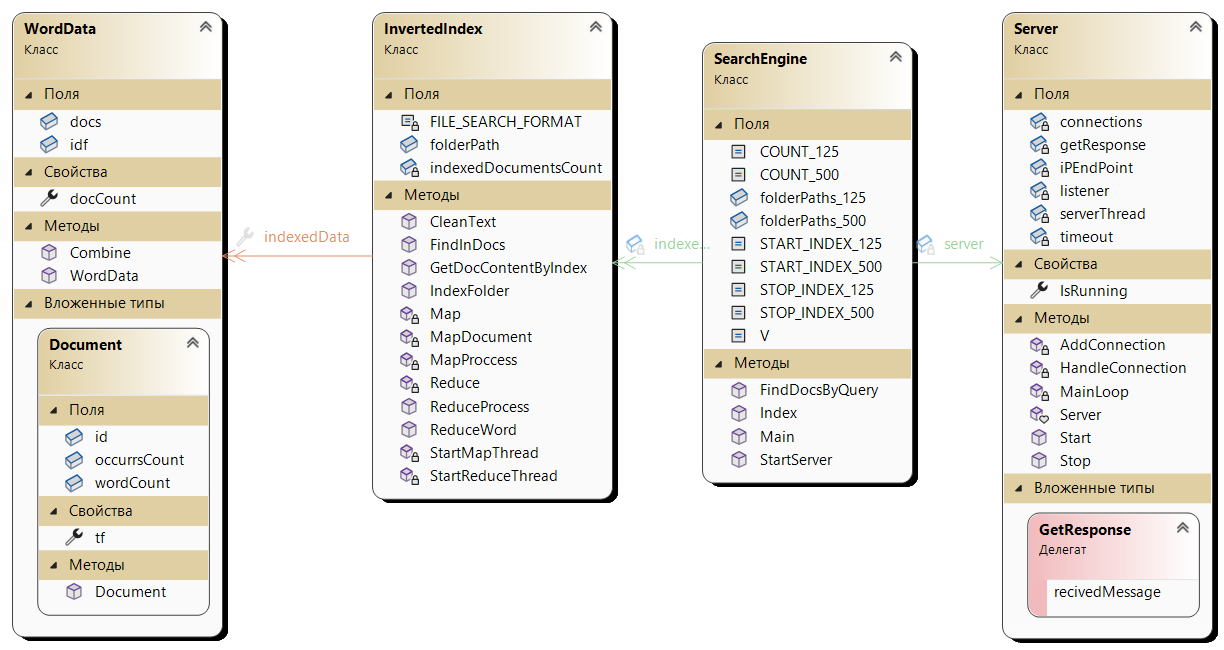 WordData
Класс
Поля
docs
idf
Свойства
docCount
Методы
Combine
WordData
Вложенные типы
Document
Класс
Поля
id
occurrsCount
wordCount
Свойства
tf
Методы
Document
indexedData
InvertedIndex
Класс
Поля
FILE_SEARCH_FORMAT
folderPath
indexedDocumentsCount
Методы
CleanText
FindInDocs
GetDocContentByIndex
IndexFolder
Map
MapDocument
MapProccess
Reduce
ReduceProcess
ReduceWord
StartMapThread
StartReduceThread
indexe...
SearchEngine
Класс
Поля
COUNT_125
COUNT_500
folderPaths_125
folderPaths_500
START_INDEX_125
START_INDEX_500
STOP_INDEX_125
STOP_INDEX_500
V
Методы
FindDocsByQuery
Index
Main
StartServer
server
Server
Класс
Поля
connections
getResponse
iPEndPoint
listener
serverThread
timeout
Свойства
IsRunning
Методы
AddConnection
HandleConnection
MainLoop
Server
Start
Stop
Вложенные типы
GetResponse
Делегат
recivedMessage